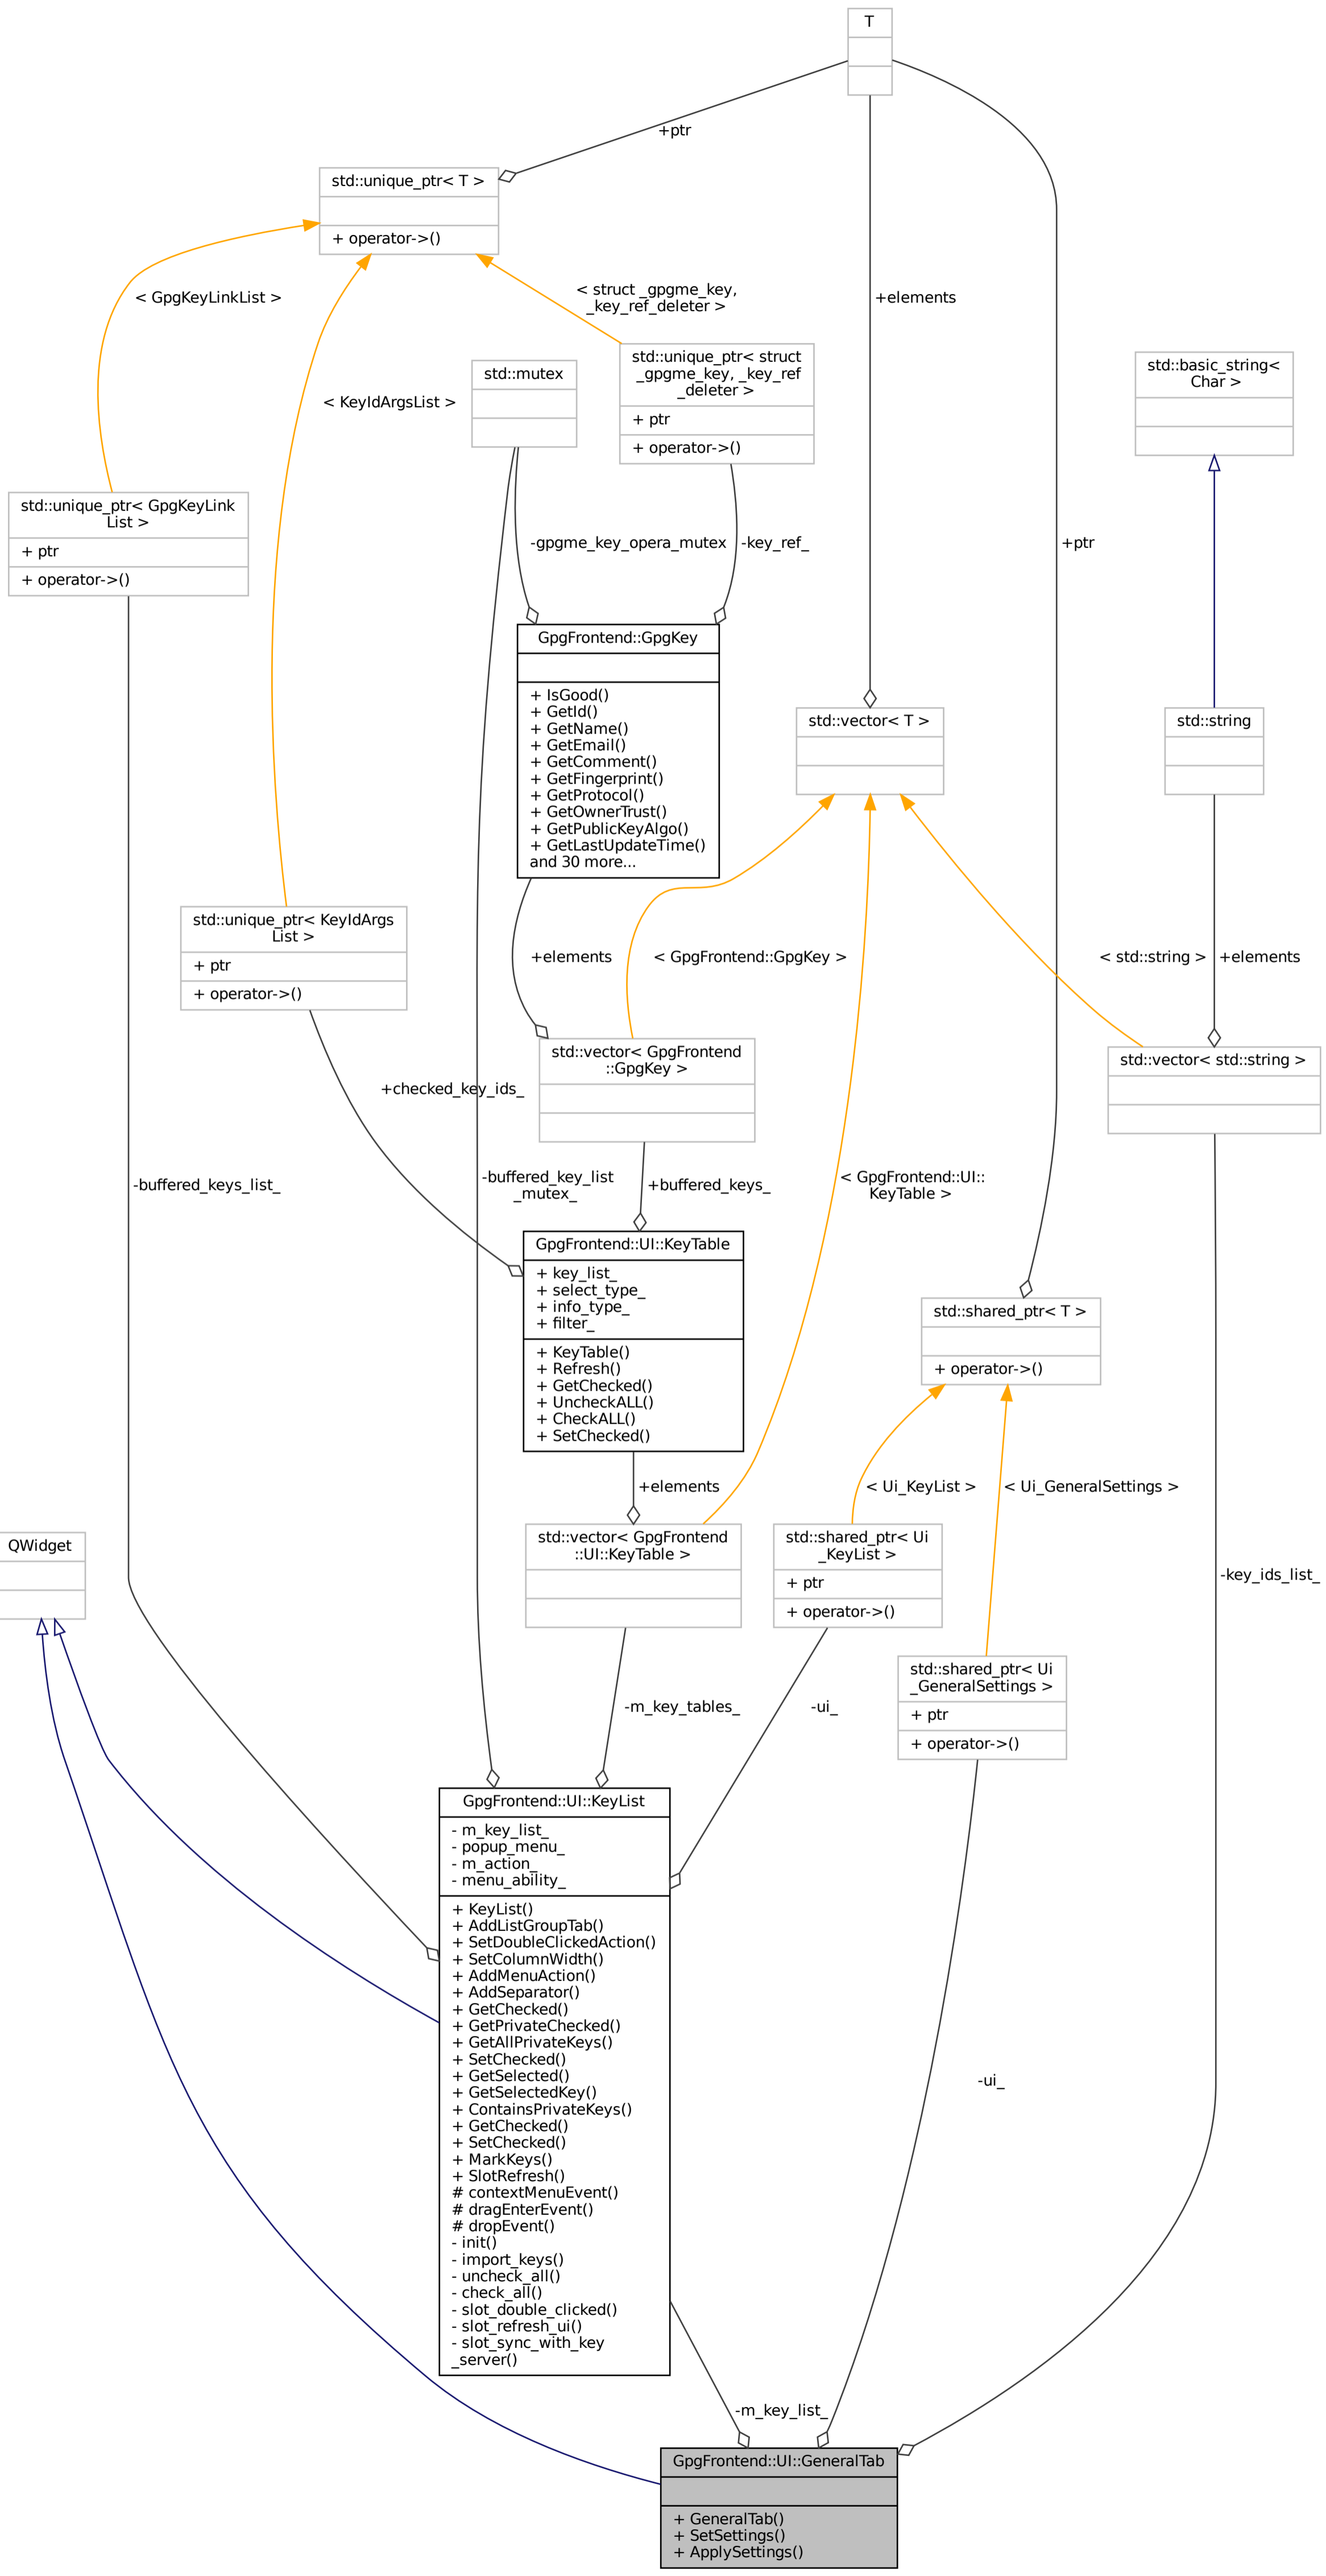 T
+ptr
std::unique_ptr< T >
+ operator->()
< GpgKeyLinkList >
< struct _gpgme_key,
_key_ref_deleter >
+elements
std::unique_ptr< struct
_gpgme_key, _key_ref
_deleter >
+ ptr
+ operator->()
std::mutex
std::basic_string<
Char >
< KeyIdArgsList >
std::unique_ptr< GpgKeyLink
List >
+ ptr
+ operator->()
-gpgme_key_opera_mutex
-key_ref_
+ptr
GpgFrontend::GpgKey
+ IsGood()
+ GetId()
+ GetName()
+ GetEmail()
+ GetComment()
+ GetFingerprint()
+ GetProtocol()
+ GetOwnerTrust()
+ GetPublicKeyAlgo()
+ GetLastUpdateTime()
and 30 more...
std::vector< T >
std::string
std::unique_ptr< KeyIdArgs
List >
+ ptr
+ operator->()
+elements
< GpgFrontend::GpgKey >
< std::string >
+elements
std::vector< GpgFrontend
::GpgKey >
std::vector< std::string >
+checked_key_ids_
-buffered_keys_list_
-buffered_key_list
_mutex_
+buffered_keys_
< GpgFrontend::UI::
KeyTable >
GpgFrontend::UI::KeyTable
+ key_list_
+ select_type_
+ info_type_
+ filter_
+ KeyTable()
+ Refresh()
+ GetChecked()
+ UncheckALL()
+ CheckALL()
+ SetChecked()
std::shared_ptr< T >
+ operator->()
+elements
< Ui_KeyList >
< Ui_GeneralSettings >
QWidget
std::vector< GpgFrontend
::UI::KeyTable >
std::shared_ptr< Ui
_KeyList >
+ ptr
+ operator->()
-key_ids_list_
std::shared_ptr< Ui
_GeneralSettings >
+ ptr
+ operator->()
-m_key_tables_
-ui_
GpgFrontend::UI::KeyList
- m_key_list_
- popup_menu_
- m_action_
- menu_ability_
+ KeyList()
+ AddListGroupTab()
+ SetDoubleClickedAction()
+ SetColumnWidth()
+ AddMenuAction()
+ AddSeparator()
+ GetChecked()
+ GetPrivateChecked()
+ GetAllPrivateKeys()
+ SetChecked()
+ GetSelected()
+ GetSelectedKey()
+ ContainsPrivateKeys()
+ GetChecked()
+ SetChecked()
+ MarkKeys()
+ SlotRefresh()
# contextMenuEvent()
# dragEnterEvent()
# dropEvent()
- init()
- import_keys()
- uncheck_all()
- check_all()
- slot_double_clicked()
- slot_refresh_ui()
- slot_sync_with_key
_server()
-ui_
-m_key_list_
GpgFrontend::UI::GeneralTab
+ GeneralTab()
+ SetSettings()
+ ApplySettings()